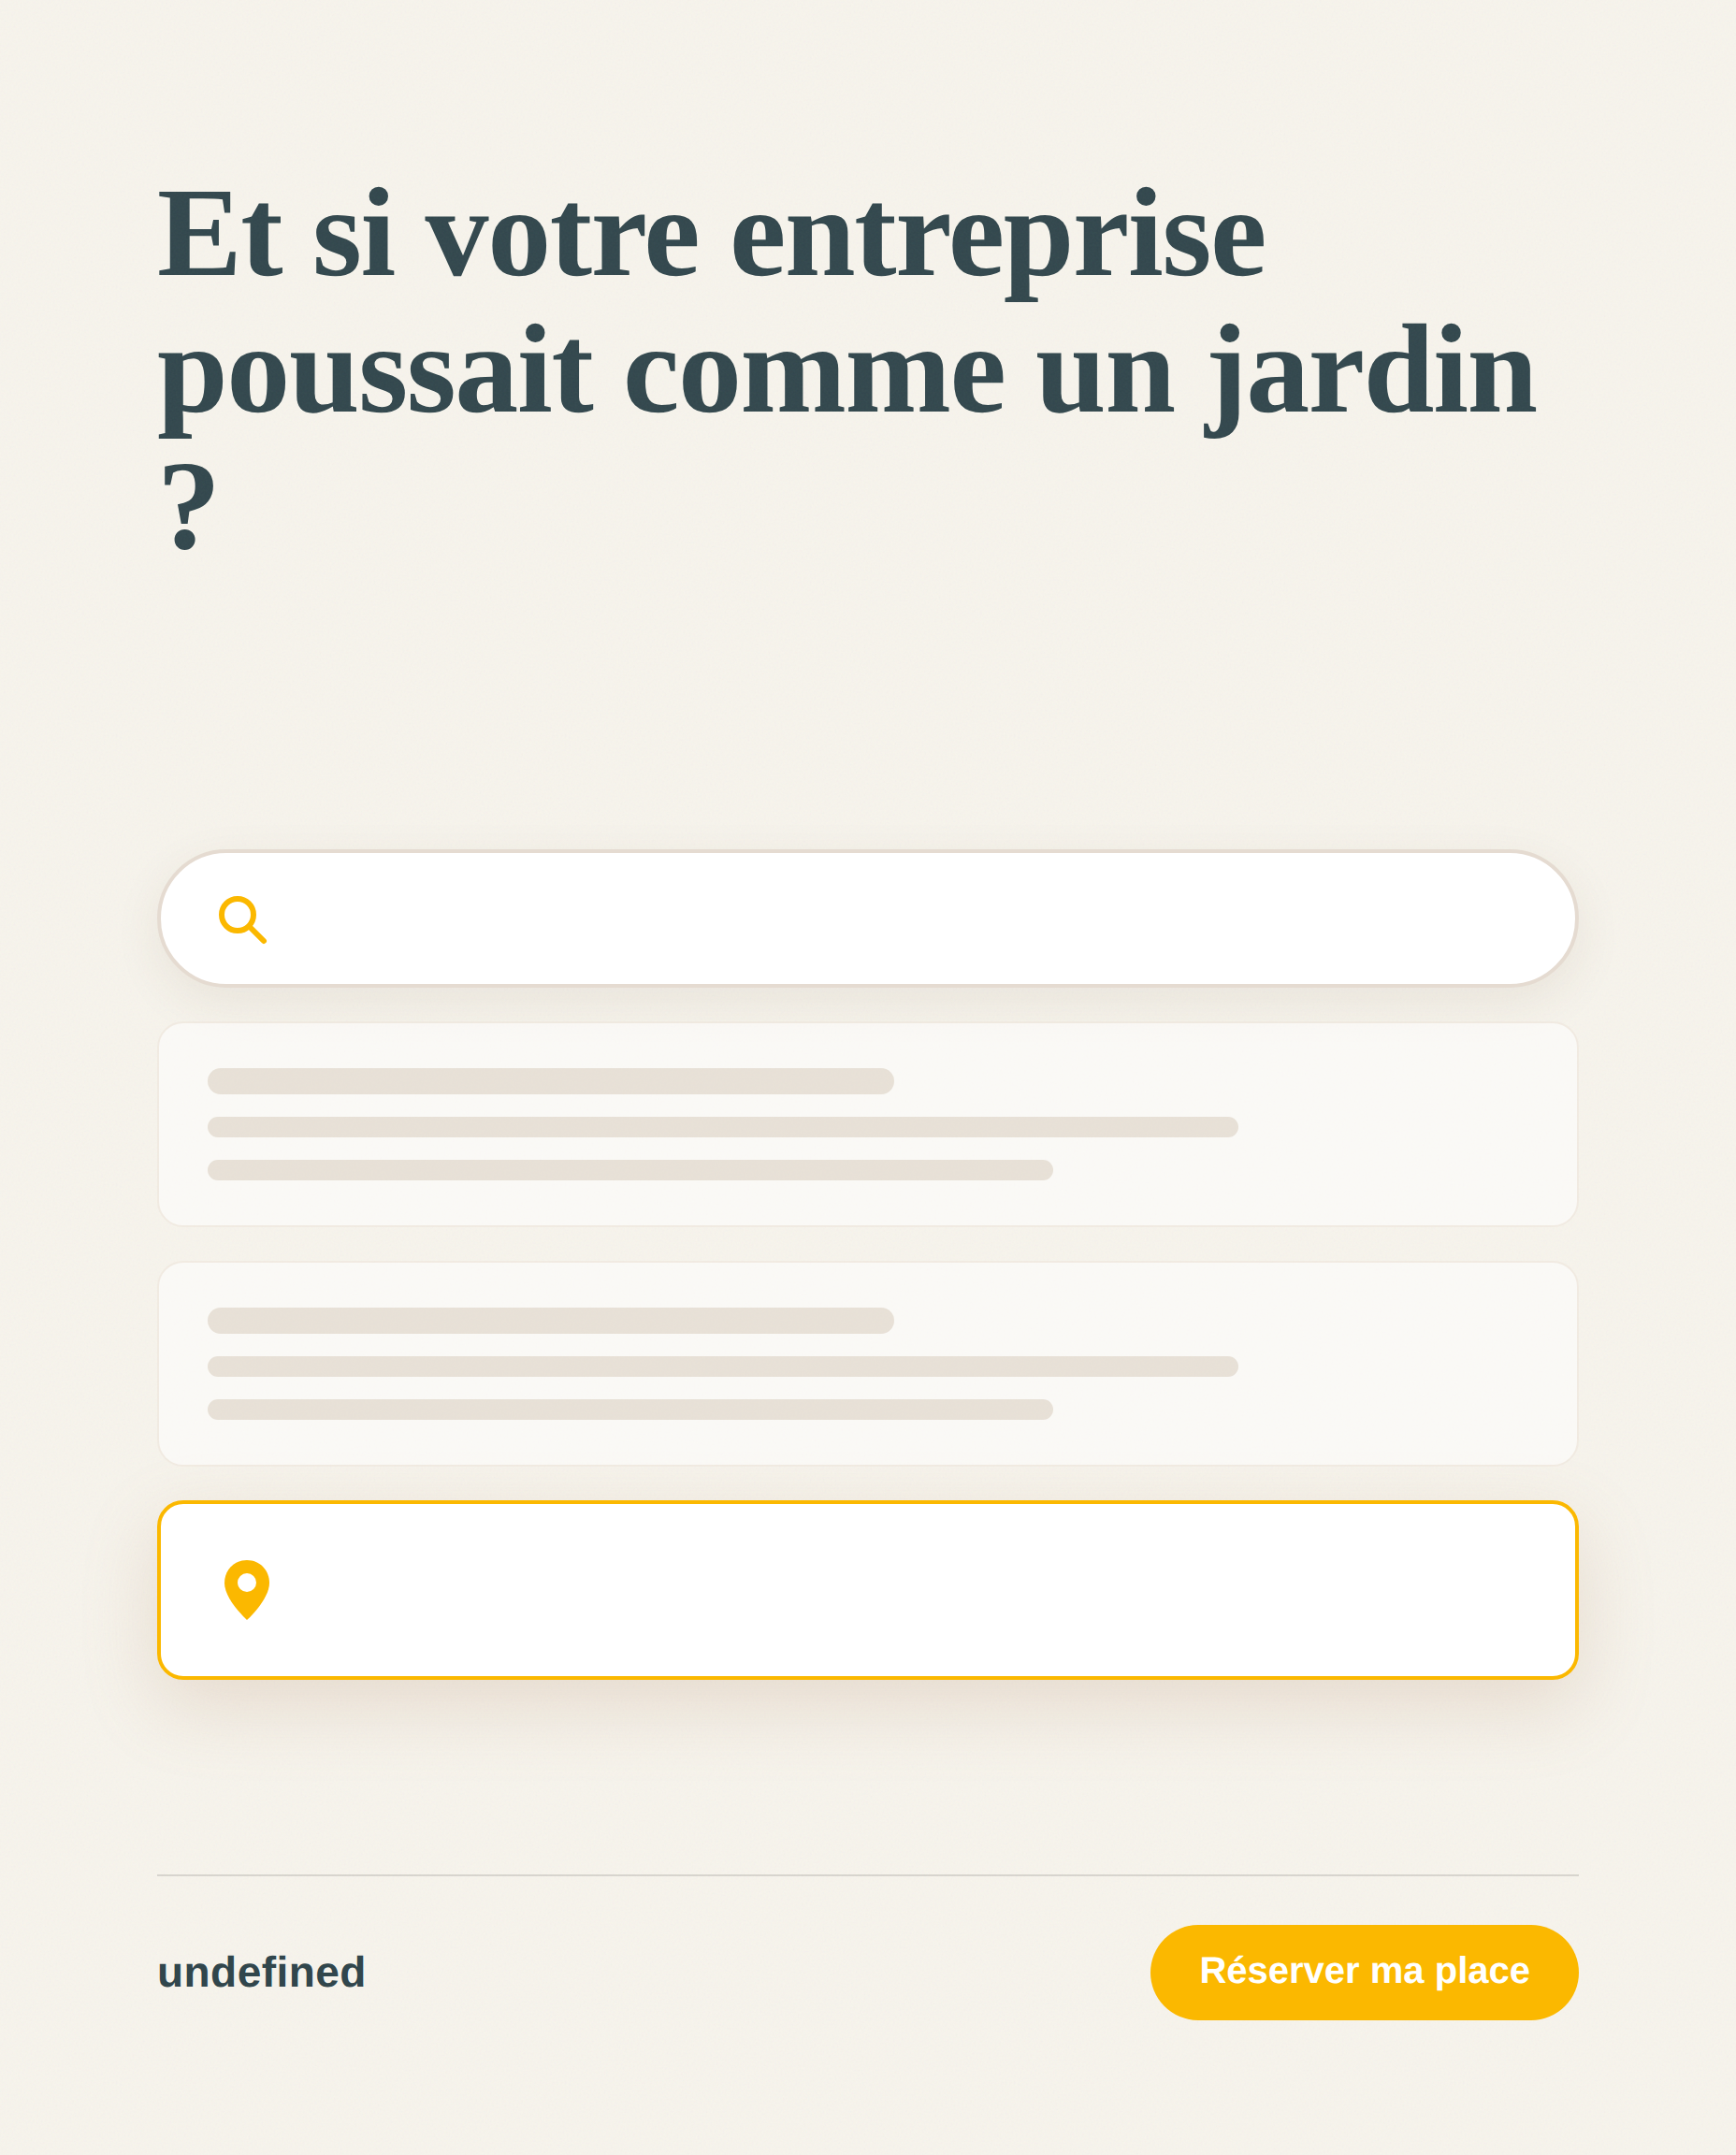 Et si votre entreprise
poussait comme un jardin
?
undefined
Réserver ma place